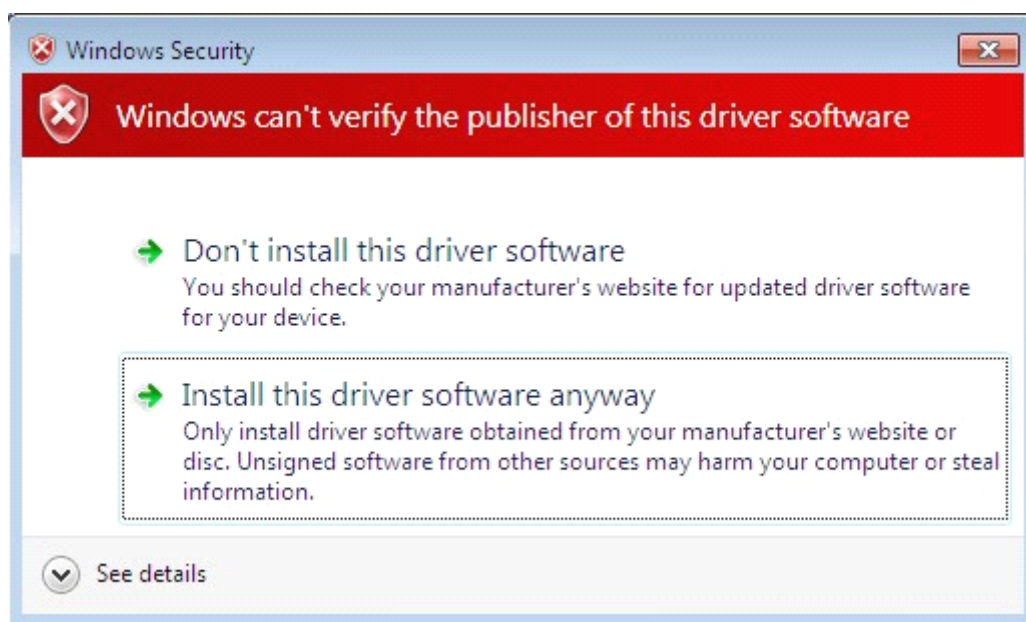 Windows Security
Windows can't verify the publisher of this driver software
Don't install this driver software
You should check your manufacturer's website for updated driver software
for your device.
Install this driver software anyway
Only install driver software obtained from your manufacturer's website or
disc. Unsigned software from other sources may harm your computer or steal
information.
See details